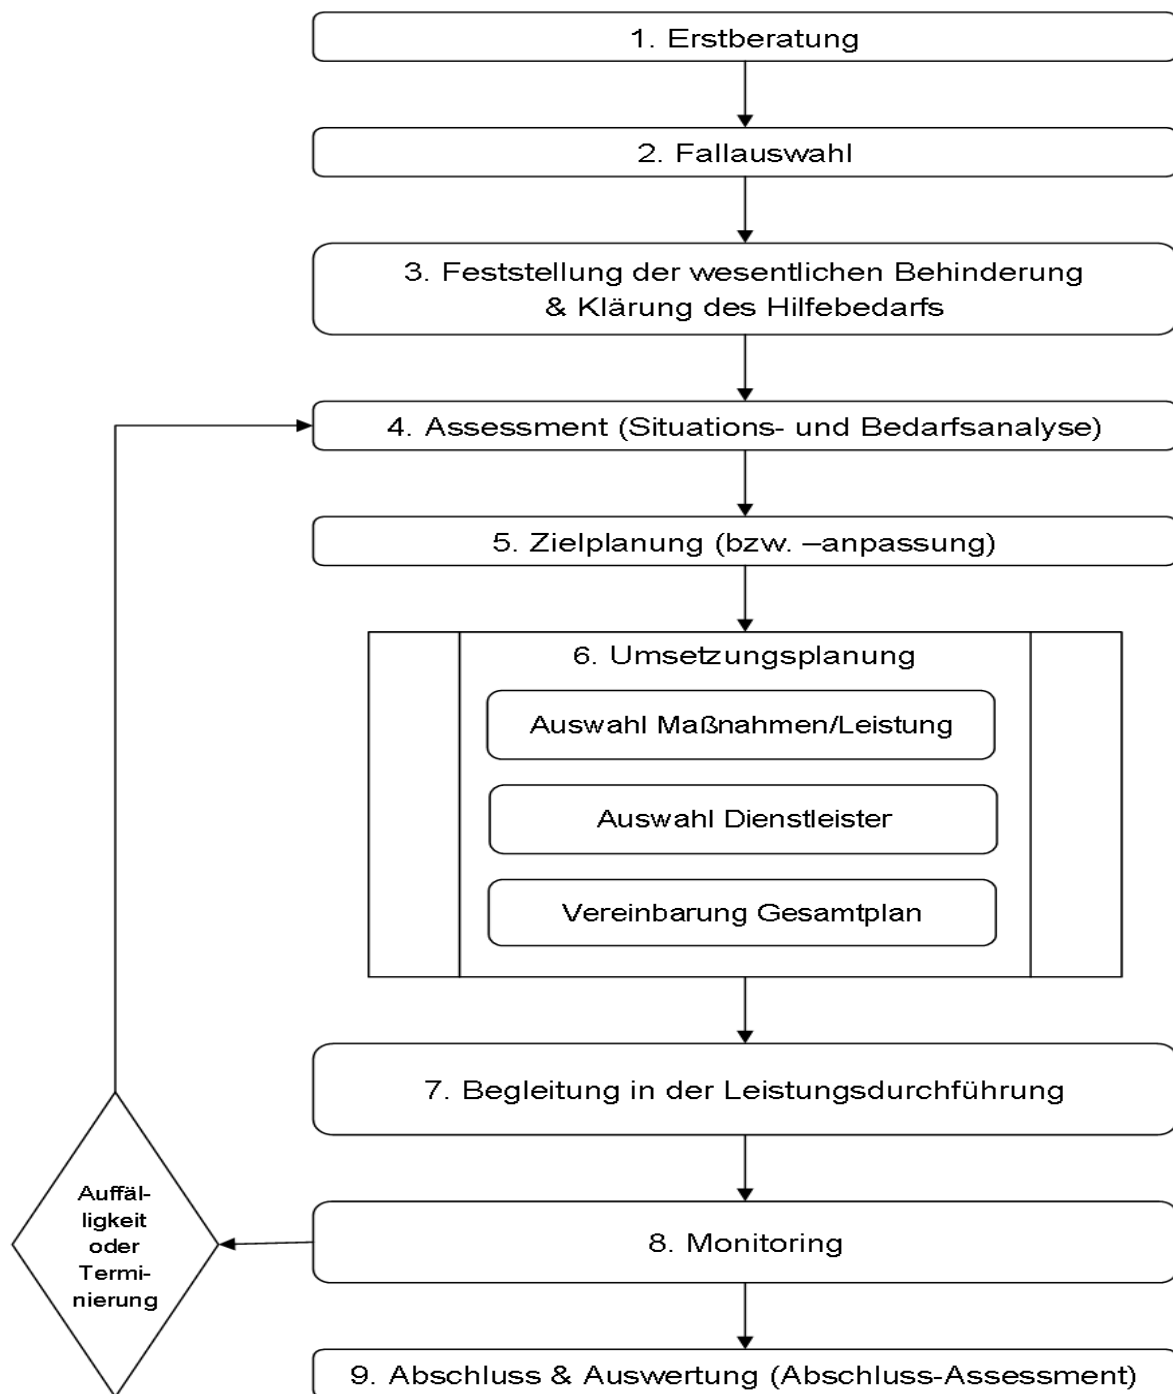 1. Erstberatung
2. Fallauswahl
3. Feststellung der wesentlichen Behinderung
& Klärung des Hilfebedarfs
4. Assessment (Situations- und Bedarfsanalyse)
5. Zielplanung (bzw. –anpassung)
6. Umsetzungsplanung
Auswahl Maßnahmen/Leistung
Auswahl Dienstleister
Vereinbarung Gesamtplan
7. Begleitung in der Leistungsdurchführung
8. Monitoring
Auffäl-
ligkeit
oder
Termi-
nierung
9. Abschluss & Auswertung (Abschluss-Assessment)